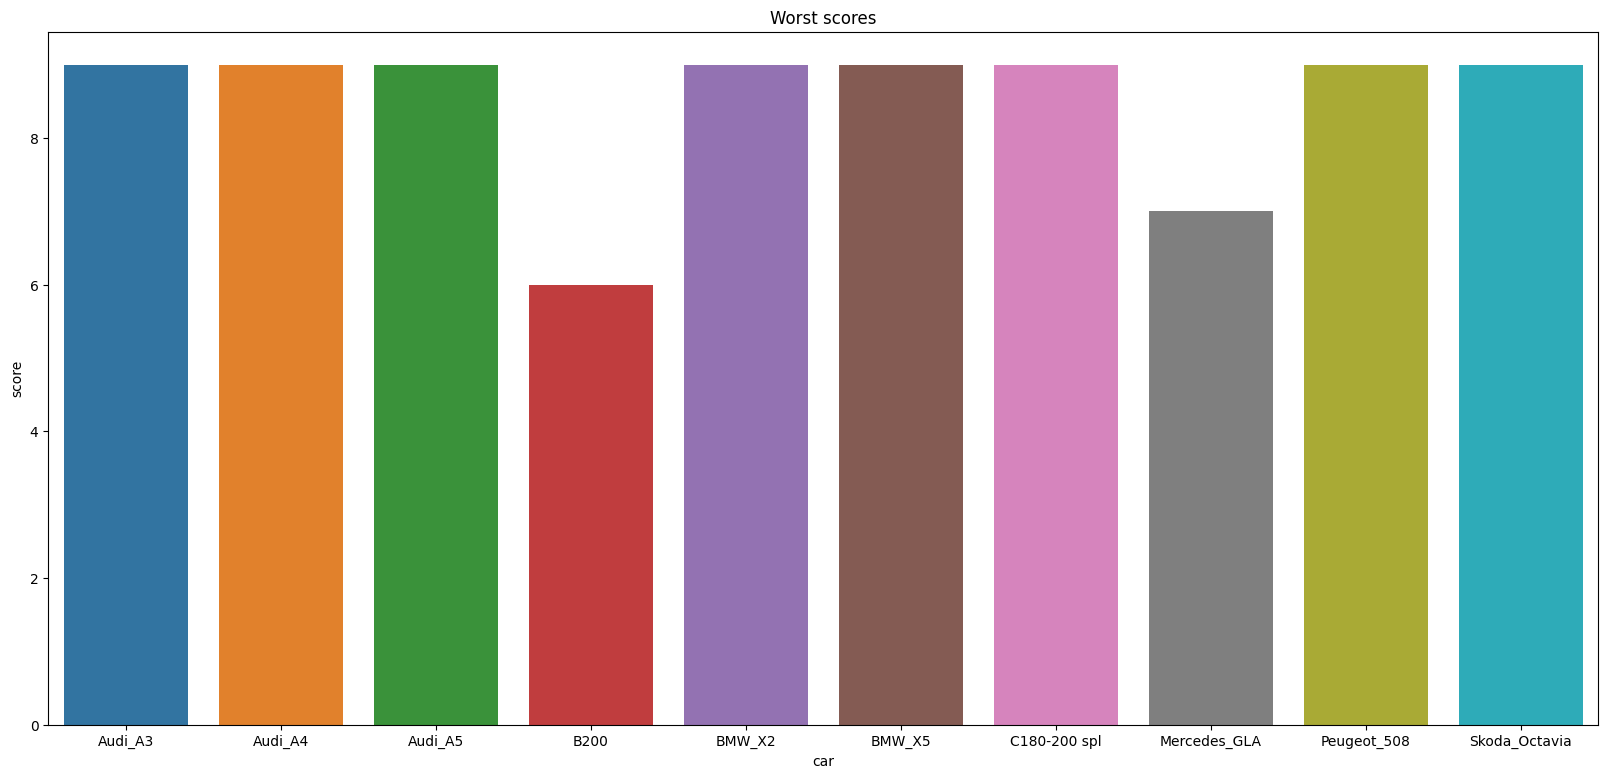 Worst scores
8
6
4
2
0
score
Audi_A3 Audi_A4 Audi_A5 B200 BMW_X2 BMW_X5 C180-200 spl Mercedes_GLA Peugeot_508 Skoda_Octavia
car